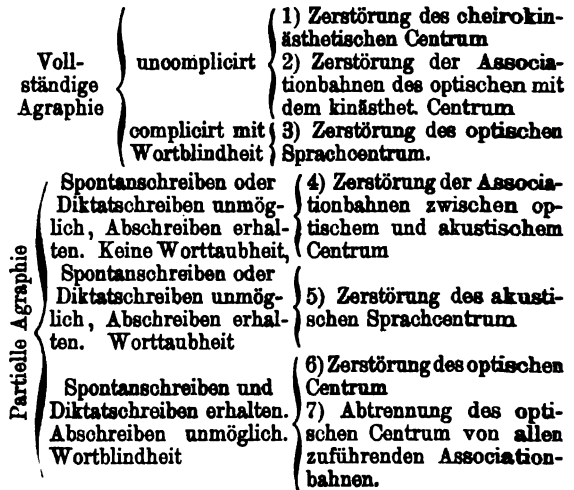 Voll-
ständige
Agraphie
uncomplicirt
1) Zerstörung des cheirokin-
ästhetischen Centrum
2) Zerstörung der Associa-
tionbahnen des optischen mit
dem kinästhet. Centrum
complicirt mit
Wortblindheit
3) Zerstörung des optischen
Sprachcentrum.
Partielle Agraphie
Spontanschreiben oder
Diktatschreiben unmög-
lich, Abschreiben erhal-
ten. Keine Worttaubheit,
4) Zerstörung der Associa-
tionbahnen zwischen op-
tischem und akustischem
Centrum
Spontanschreiben oder
Diktatschreiben unmög-
lich, Abschreiben erhal-
ten. Worttaubheit
5) Zerstörung des akusti-
schen Sprachcentrum
Spontanschreiben und
Diktatschreiben erhalten.
Abschreiben unmöglich.
Wortblindheit
6) Zerstörung des optischen
Centrum
7) Abtrennung des opti-
schen Centrum von allen
zuführenden Association-
bahnen.